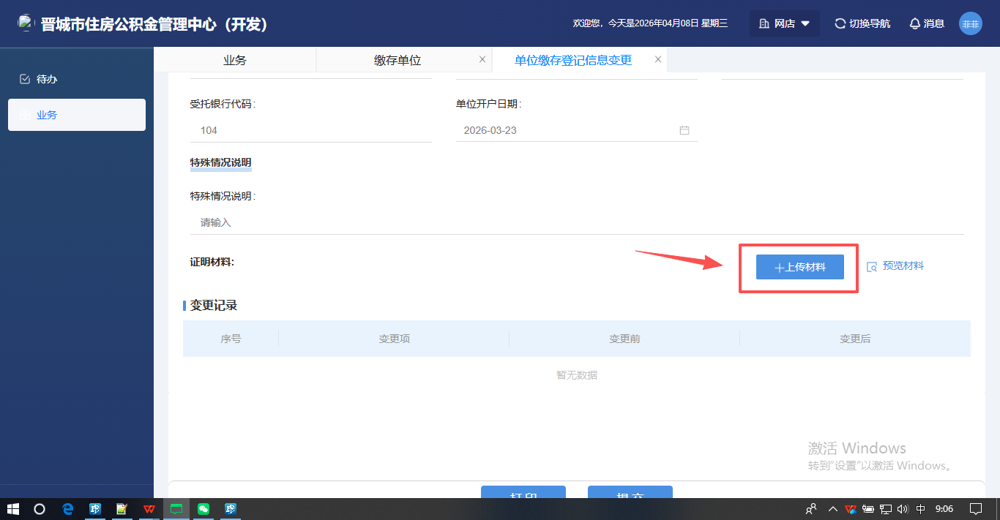 晋城市住房公积金管理中心（开发）
欢迎您，今天是2026年04月08日 星期三
网店
切换导航
消息
菲菲
待办
业务
业务
缴存单位
单位缴存登记信息变更
受托银行代码:
单位开户日期:
104
2026-03-23
特殊情况说明
特殊情况说明:
请输入
证明材料:
上传材料
预览材料
变更记录
序号
变更项
变更前
变更后
暂无数据
激活 Windows
转到"设置"以激活 Windows。
打印
提交
中
9:06